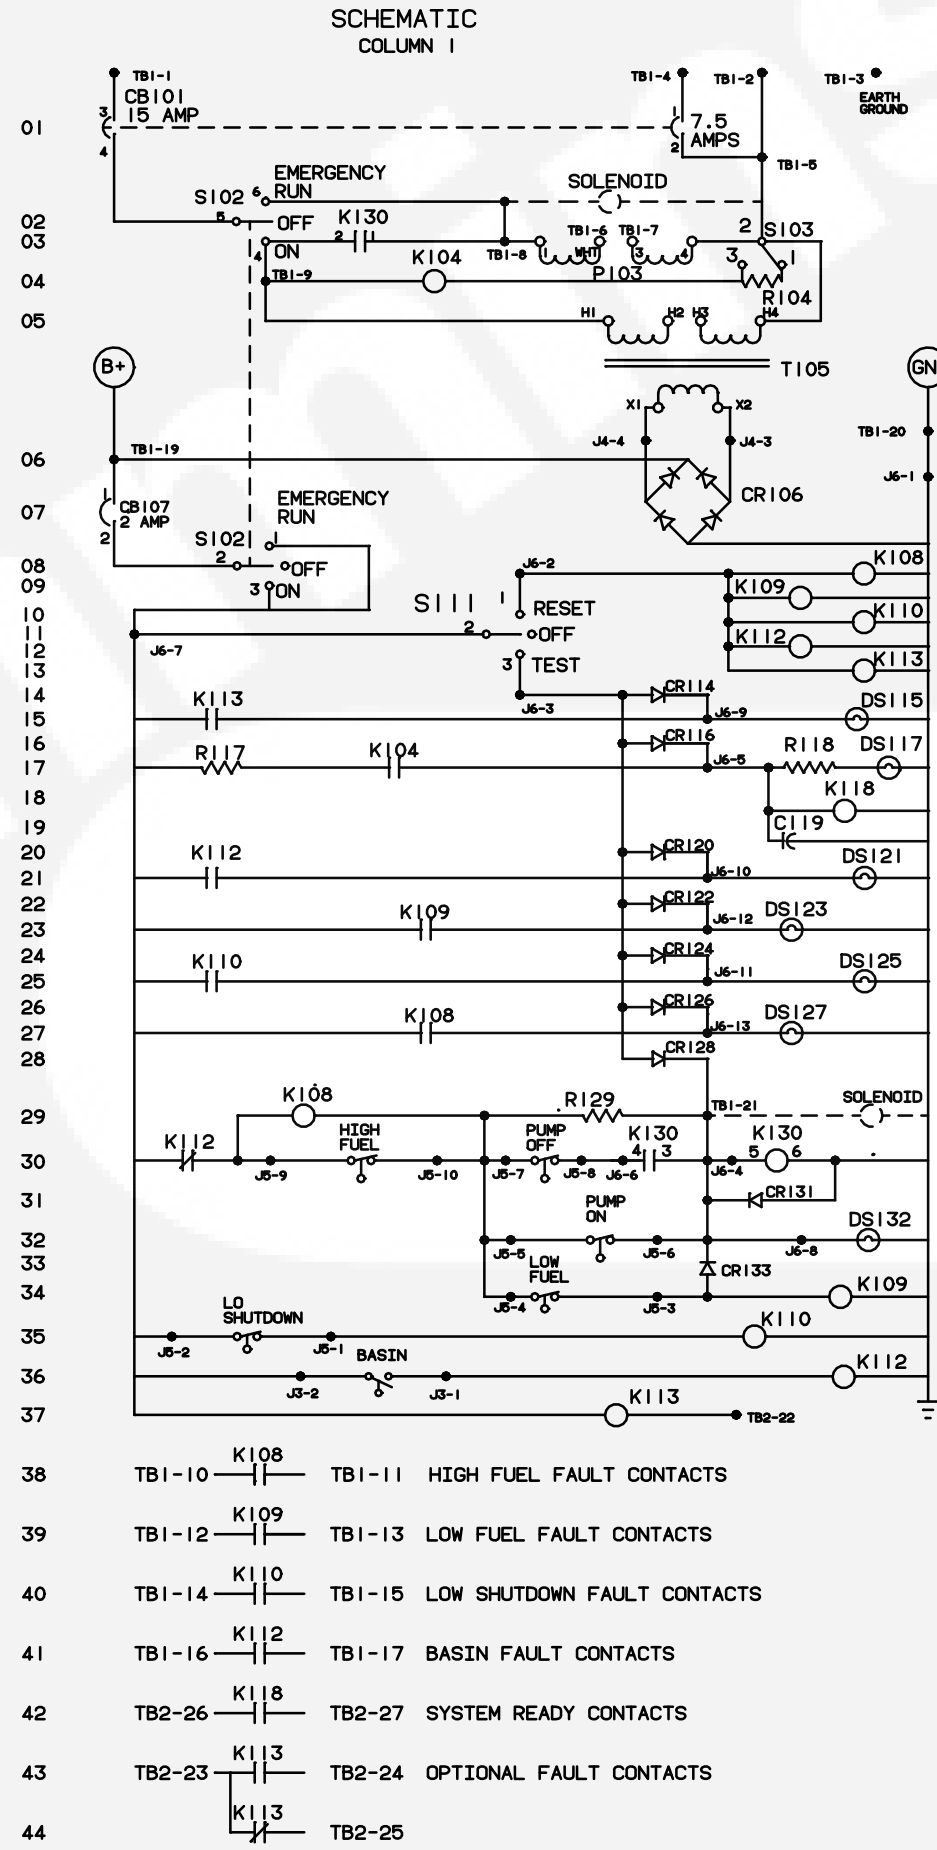 SCHEMATIC
COLUMN 1
TB1-1
TB1-4
TB1-2
TB1-3
CB101
15 AMP
EARTH
GROUND
3
4
01
1
2
7.5
AMPS
TB1-5
EMERGENCY
RUN
SOLENOID
S102
6
5
OFF
02
K130
2
1
TB1-6
TB1-7
2
S103
03
4
ON
TB1-8
1
WHT
3
4
K104
P103
3
1
04
TB1-9
R104
05
H1
H2
H3
H4
B+
T105
GN
X1
X2
TB1-19
J4-4
J4-3
TB1-20
06
J6-1
CR106
07
1
CB107
2 AMP
2
EMERGENCY
RUN
S102
1
08
2
OFF
J6-2
K108
09
3
ON
K109
10
S111
1
RESET
K110
11
2
OFF
12
J6-7
K112
13
3
TEST
K113
14
J6-3
CR114
15
K113
J6-9
DS115
16
CR116
17
R117
K104
J6-5
R118
DS117
18
K118
19
C119
20
K112
CR120
21
J6-10
DS121
22
CR122
23
K109
J6-12
DS123
24
CR124
25
K110
J6-11
DS125
26
CR126
27
K108
J6-13
DS127
28
CR128
29
K108
R129
TB1-21
SOLENOID
30
K112
HIGH
FUEL
PUMP
OFF
K130
4
3
K130
5
6
J5-9
J5-10
J5-7
J5-8
J6-6
J6-4
31
PUMP
ON
CR131
32
J5-5
J5-6
J6-8
DS132
33
LOW
FUEL
CR133
34
J5-4
J5-3
K109
35
LO
SHUTDOWN
J5-2
J5-1
K110
36
BASIN
J3-2
J3-1
K112
37
K113
TB2-22
38 TB1-10 K108 TB1-11 HIGH FUEL FAULT CONTACTS
39 TB1-12 K109 TB1-13 LOW FUEL FAULT CONTACTS
40 TB1-14 K110 TB1-15 LOW SHUTDOWN FAULT CONTACTS
41 TB1-16 K112 TB1-17 BASIN FAULT CONTACTS
42 TB2-26 K118 TB2-27 SYSTEM READY CONTACTS
43 TB2-23 K113 TB2-24 OPTIONAL FAULT CONTACTS
44 K113 TB2-25